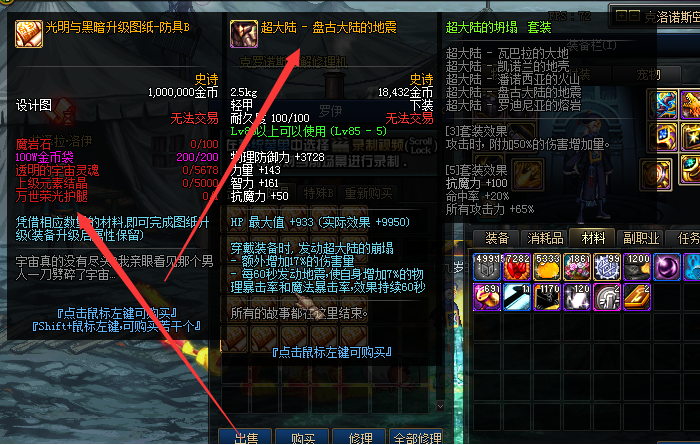 光明与黑暗升级图纸-防具B
史诗
1,000,000金币
设计图
无法交易
魔岩石 0/100
100W金币袋 200/200
透明的宇宙灵魂 0/5678
上级元素结晶 0/5000
万世荣光护腿 0/1
凭借相应数量的材料,即可完成图纸升
级(装备升级后属性保留)
宇宙真的没有尽头?我亲眼看见那个男
人一刀劈碎了宇宙...
『点击鼠标左键可购买』
『Shift+鼠标左键,可购买若干个』
超大陆 - 盘古大陆的地震
史诗
2.5kg 18,432金币
轻甲 下装
耐久度 100/100 无法交易
Lv80以上可以使用 (Lv85 - 5)
物理防御力 +3728
力量 +143
智力 +161
抗魔力 +50
HP 最大值 +933 (实际效果 +9950)
穿戴装备时, 发动超大陆的崩塌
- 额外增加17%的伤害量
- 每60秒发动地震,使自身增加7%的物
理暴击率和魔法暴击率,效果持续60秒
所有的故事都在这里结束。
『点击鼠标左键可购买』
超大陆的坍塌 套装
超大陆 - 瓦巴拉的大地
超大陆 - 凯诺兰的地壳
超大陆 - 潘诺西亚的火山
超大陆 - 盘古大陆的地震
超大陆 - 罗迪尼亚的熔岩
[3]套装效果
攻击时, 附加50%的伤害增加量。
[5]套装效果
抗魔力 +100
命中率 +20%
所有攻击力 +65%
装备栏(I)
宠物
罗伊
特殊B 重新购买
装备 消耗品 材料 副职业 任务
出售 购买 修理 全部修理